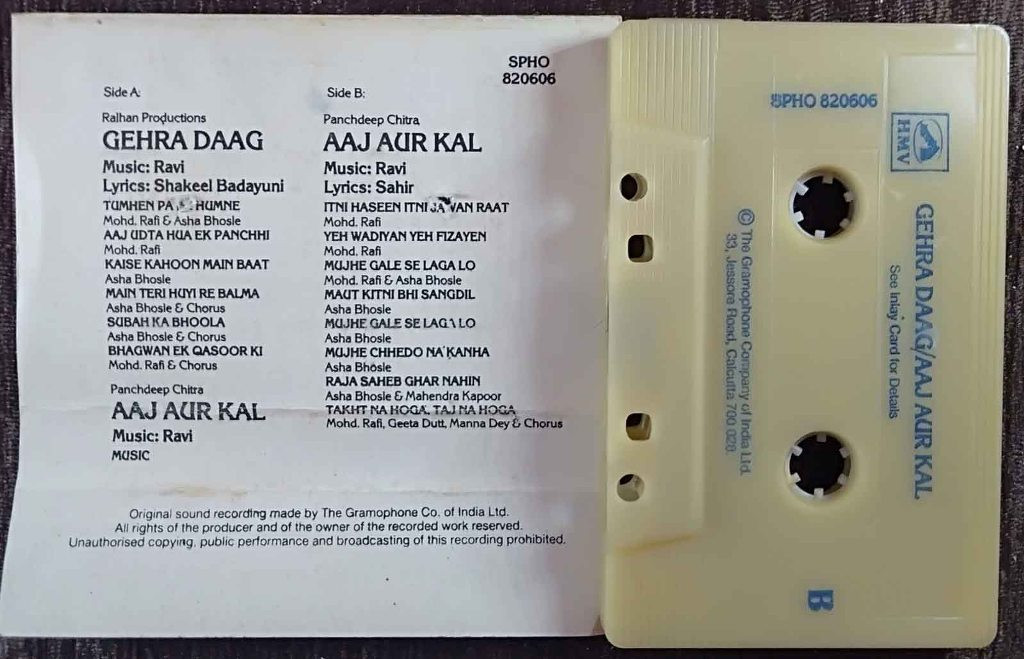 SPHO
820606
Side A:
Ralhan Productions
GEHRA DAAG
Music: Ravi
Lyrics: Shakeel Badayuni
TUMHEN PA HUMNE
Mohd. Rafi & Asha Bhosle
AAJ UDTA HUA EK PANCHHI
Mohd. Rafi
KAISE KAHOON MAIN BAAT
Asha Bhosle
MAIN TERI HUYI RE BALMA
Asha Bhosle & Chorus
SUBAH KA BHOOLA
Asha Bhosle & Chorus
BHAGWAN EK QASOOR KI
Mohd. Rafi & Chorus
Panchdeep Chitra
AAJ AUR KAL
Music: Ravi
MUSIC
Side B:
Panchdeep Chitra
AAJ AUR KAL
Music: Ravi
Lyrics: Sahir
ITNI HASEEN ITNI RAAT
Mohd. Rafi
YEH WADIYAN YEH FIZAYEN
Mohd. Rafi
MUJHE GALE SE LAGA LO
Mohd. Rafi & Asha Bhosle
MAUT KITNI BHI SANGDIL
Asha Bhosle
MUJHE GALE SE LAGA LO
Asha Bhosle
MUJHE CHHEDO NA KANHA
Asha Bhosle
RAJA SAHEB GHAR NAHIN
Asha Bhosle & Mahendra Kapoor
TAKHT NA HOGA, TAJ NA HOGA
Mohd. Rafi, Geeta Dutt, Manna Dey & Chorus
Original sound recording made by The Gramophone Co. of India Ltd.
All rights of the producer and of the owner of the recorded work reserved.
Unauthorised copying, public performance and broadcasting of this recording prohibited.
SPHO 820606
HMV
GEHRA DAAG/AAJ AUR KAL
See Inlay Card for Details
© The Gramophone Company of India Ltd.
33, Jessore Road, Calcutta 700 028.
B